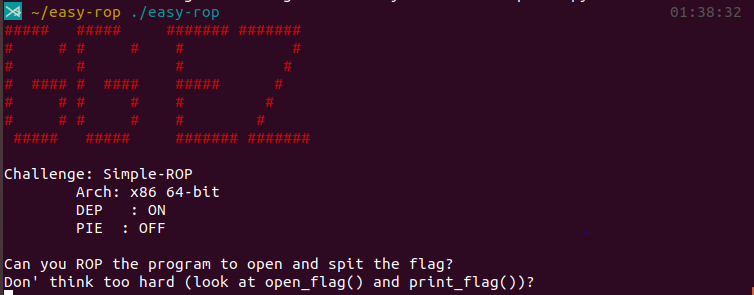 ~/easy-rop ./easy-rop 01:38:32
#####   #####     ####### #######
#     # #     #   #             #
#       #         #            #
#  #### #  ####   #####       #
#     # #     #   #          #
#     # #     #   #         #
 #####   #####    ####### #######
Challenge: Simple-ROP
Arch: x86 64-bit
DEP   : ON
PIE  : OFF
Can you ROP the program to open and spit the flag?
Don' think too hard (look at open_flag() and print_flag())?